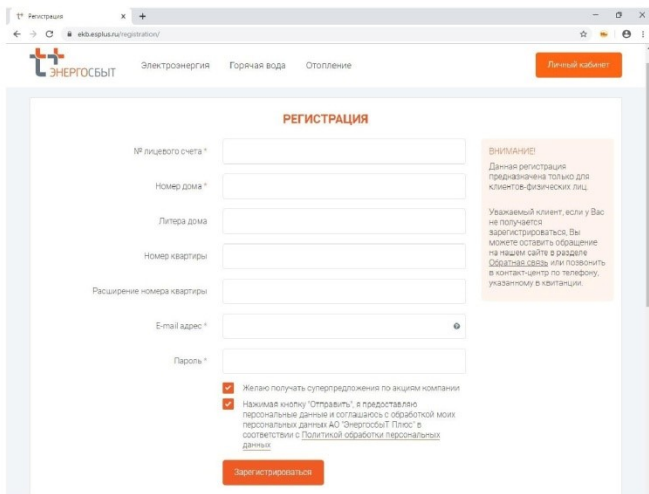 Регистрация
ekb.esplus.ru/registration/
ЭНЕРГОСБЫТ
Электроэнергия Горячая вода Отопление
Личный кабинет
РЕГИСТРАЦИЯ
№ лицевого счета *
Номер дома *
Литера дома
Номер квартиры
Расширение номера квартиры
E-mail адрес *
Пароль *
Желаю получать суперпредложения по акциям компании
Нажимая кнопку "Отправить", я предоставляю
персональные данные и соглашаюсь с обработкой моих
персональных данных АО "ЭнергосбыТ Плюс" в
соответствии с Политикой обработки персональных
данных
Зарегистрироваться
ВНИМАНИЕ!
Данная регистрация
предназначена только для
клиентов-физических лиц.
Уважаемый клиент, если у Вас
не получается
зарегистрироваться, Вы
можете оставить обращение
на нашем сайте в разделе
Обратная связь или позвонить
в контакт-центр по телефону,
указанному в квитанции.